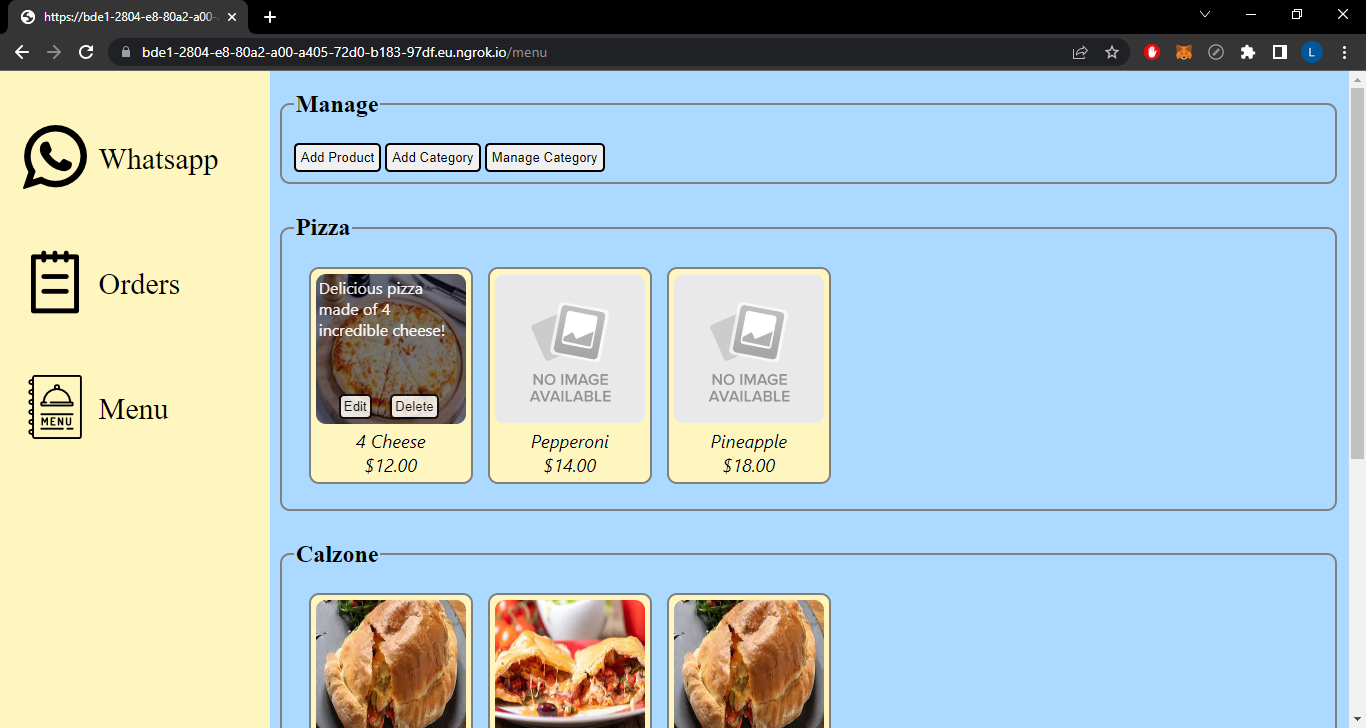 https://bde1-2804-e8-80a2-a00-
bde1-2804-e8-80a2-a00-a405-72d0-b183-97df.eu.ngrok.io/menu
L
Whatsapp
Orders
MENU
Menu
Manage
Add Product
Add Category
Manage Category
Pizza
Delicious pizza
made of 4
incredible cheese!
Edit
Delete
4 Cheese
$12.00
NO IMAGE
AVAILABLE
Pepperoni
$14.00
NO IMAGE
AVAILABLE
Pineapple
$18.00
Calzone